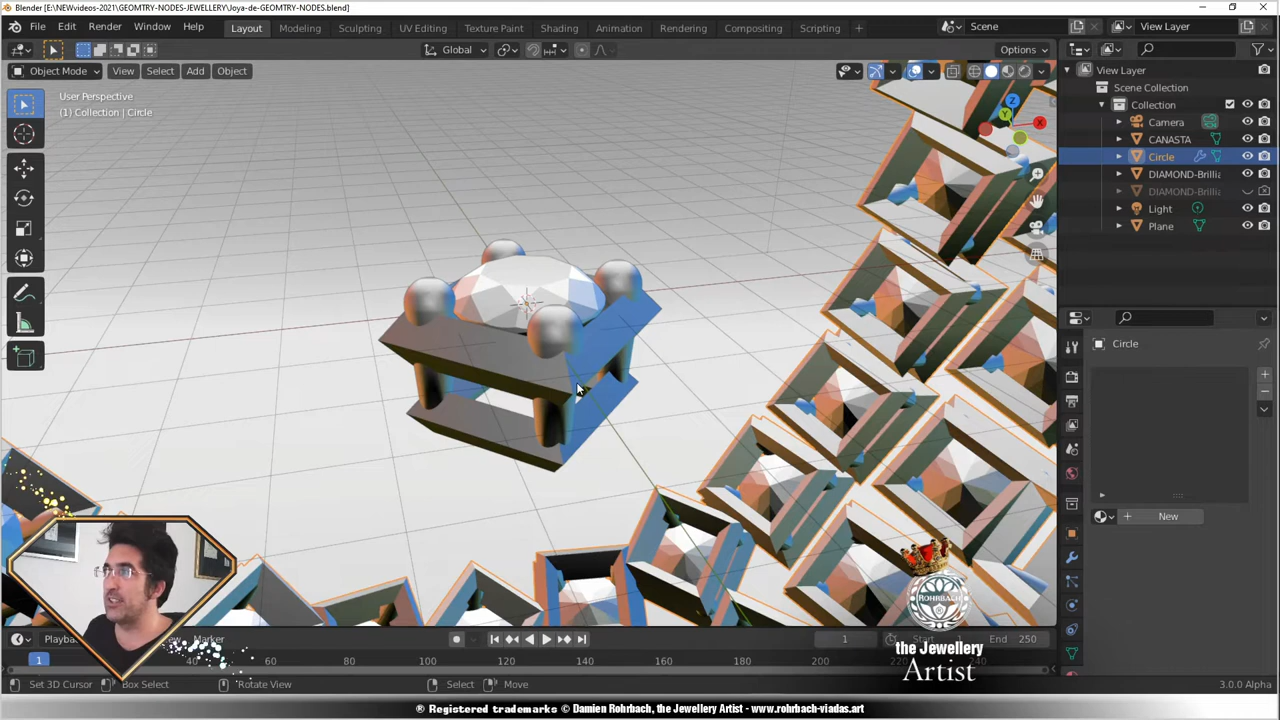 Blender [E:\NEWvideos-2021\GEOMTRY-NODES-JEWELLERY\Joya-de-GEOMTRY-NODES.blend]
File Edit Render Window Help Layout Modeling Sculpting UV Editing Texture Paint Shading Animation Rendering Compositing Scripting + Scene View Layer
Global Options
Object Mode View Select Add Object
User Perspective
(1) Collection | Circle
View Layer
Scene Collection
Collection
Camera
CANASTA
Circle
DIAMOND-Brillia
DIAMOND-Brillia
Light
Plane
Circle
New
ROHRBACH
the Jewellery
Artist
Playba Marker 1 Start 1 End 250
1 40 60 80 100 120 140 160 180 200 220 240
Set 3D Cursor Box Select Rotate View Select Move 3.0.0 Alpha
® Registered trademarks © Damien Rohrbach, the Jewellery Artist - www.rohrbach-viadas.art